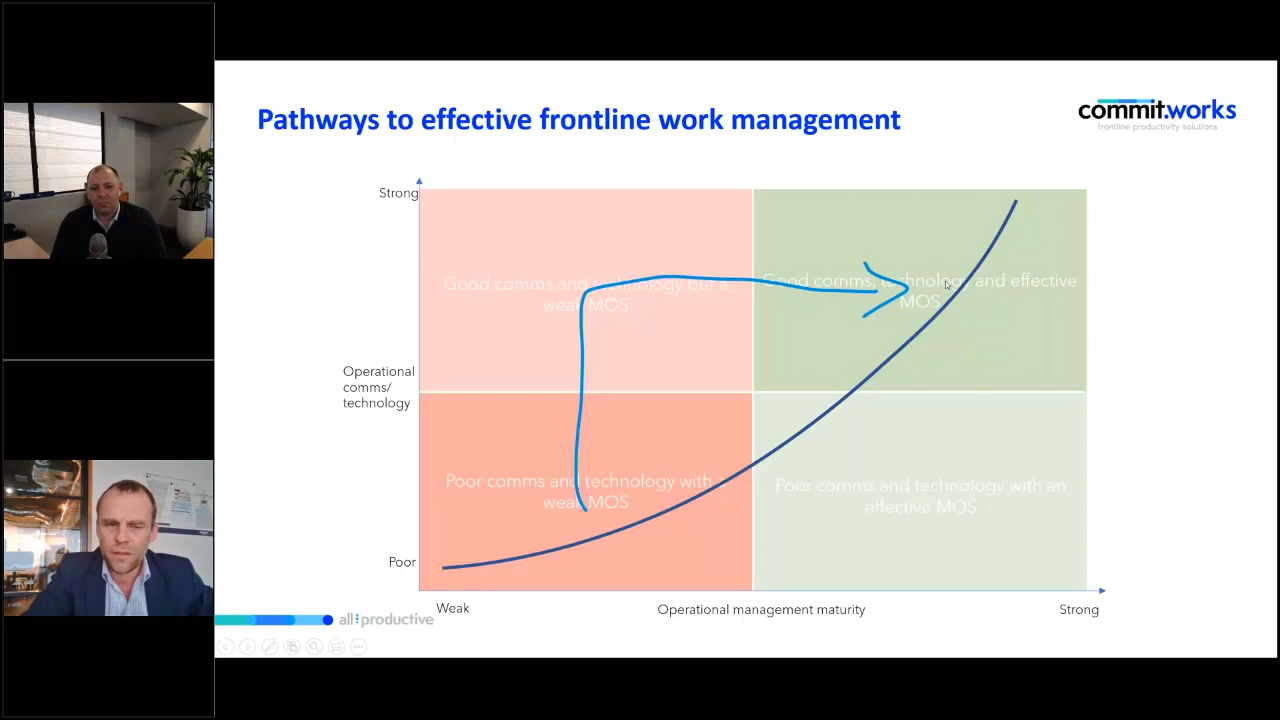 Pathways to effective frontline work management
commit.works
frontline productivity solutions
Strong
Good comms and technology but a
weak MOS
Good comms, technology and effective
MOS
Operational
comms/
technology
Poor comms and technology with a
weak MOS
Poor comms and technology with an
affective MOS
Poor
Weak
Operational management maturity
Strong
all:productive